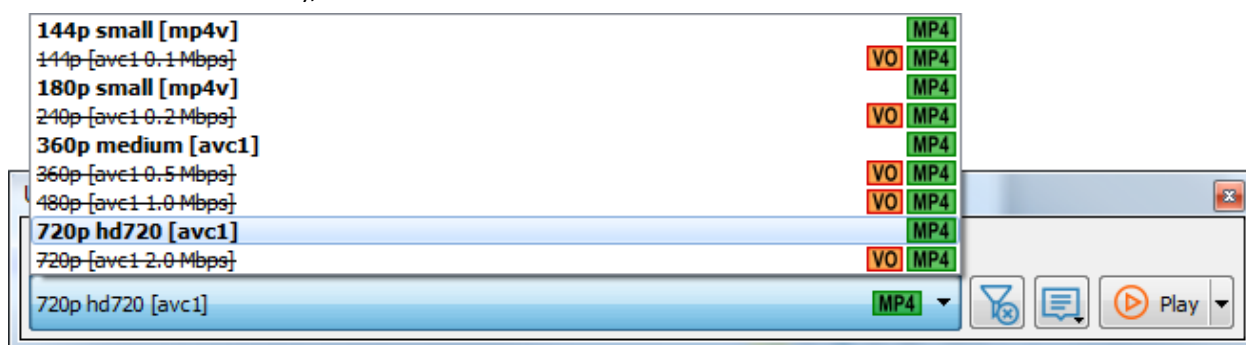 144p small [mp4v] MP4
144p [avc1 0.1 Mbps] VO MP4
180p small [mp4v] MP4
240p [avc1 0.2 Mbps] VO MP4
360p medium [avc1] MP4
360p [avc1 0.5 Mbps] VO MP4
480p [avc1 1.0 Mbps] VO MP4
720p hd720 [avc1] MP4
720p [avc1 2.0 Mbps] VO MP4
720p hd720 [avc1] MP4 Play